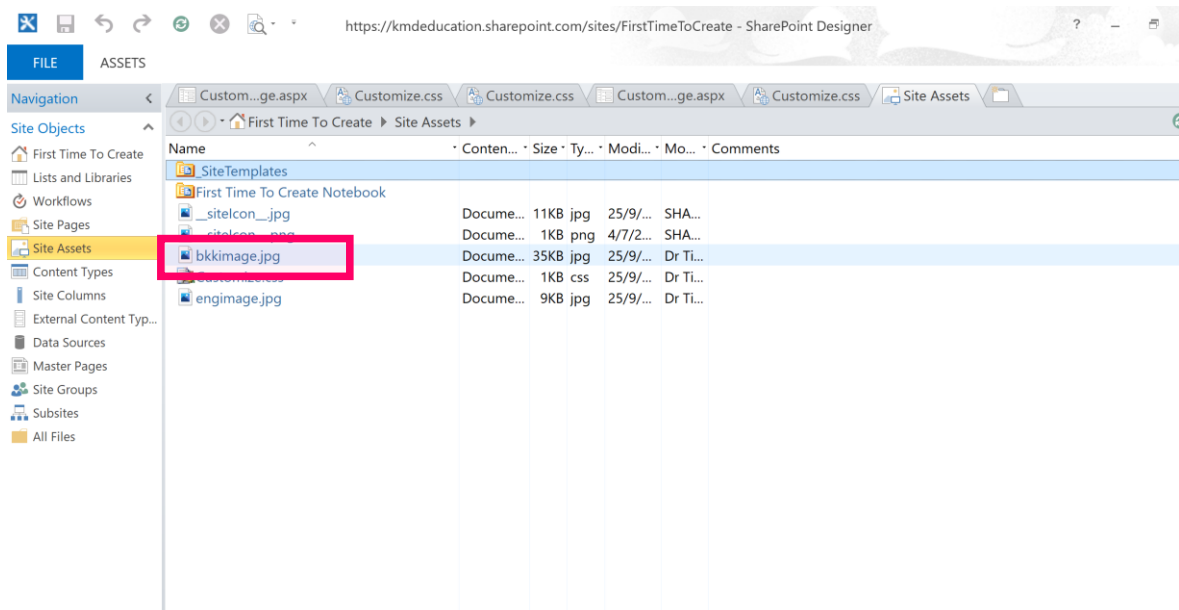 https://kmdeducation.sharepoint.com/sites/FirstTimeToCreate - SharePoint Designer ?
FILE ASSETS
Navigation Custom...ge.aspx Customize.css Customize.css Custom...ge.aspx Customize.css Site Assets
Site Objects First Time To Create Site Assets
First Time To Create Name Conten... Size Ty... Modi... Mo... Comments
Lists and Libraries _SiteTemplates
Workflows First Time To Create Notebook
Site Pages __siteIcon__.jpg Docume... 11KB jpg 25/9/... SHA...
__siteIcon__.png Docume... 1KB png 4/7/2... SHA...
Site Assets bkkimage.jpg Docume... 35KB jpg 25/9/... Dr Ti...
Content Types Customize.css Docume... 1KB css 25/9/... Dr Ti...
Site Columns engimage.jpg Docume... 9KB jpg 25/9/... Dr Ti...
External Content Typ...
Data Sources
Master Pages
Site Groups
Subsites
All Files